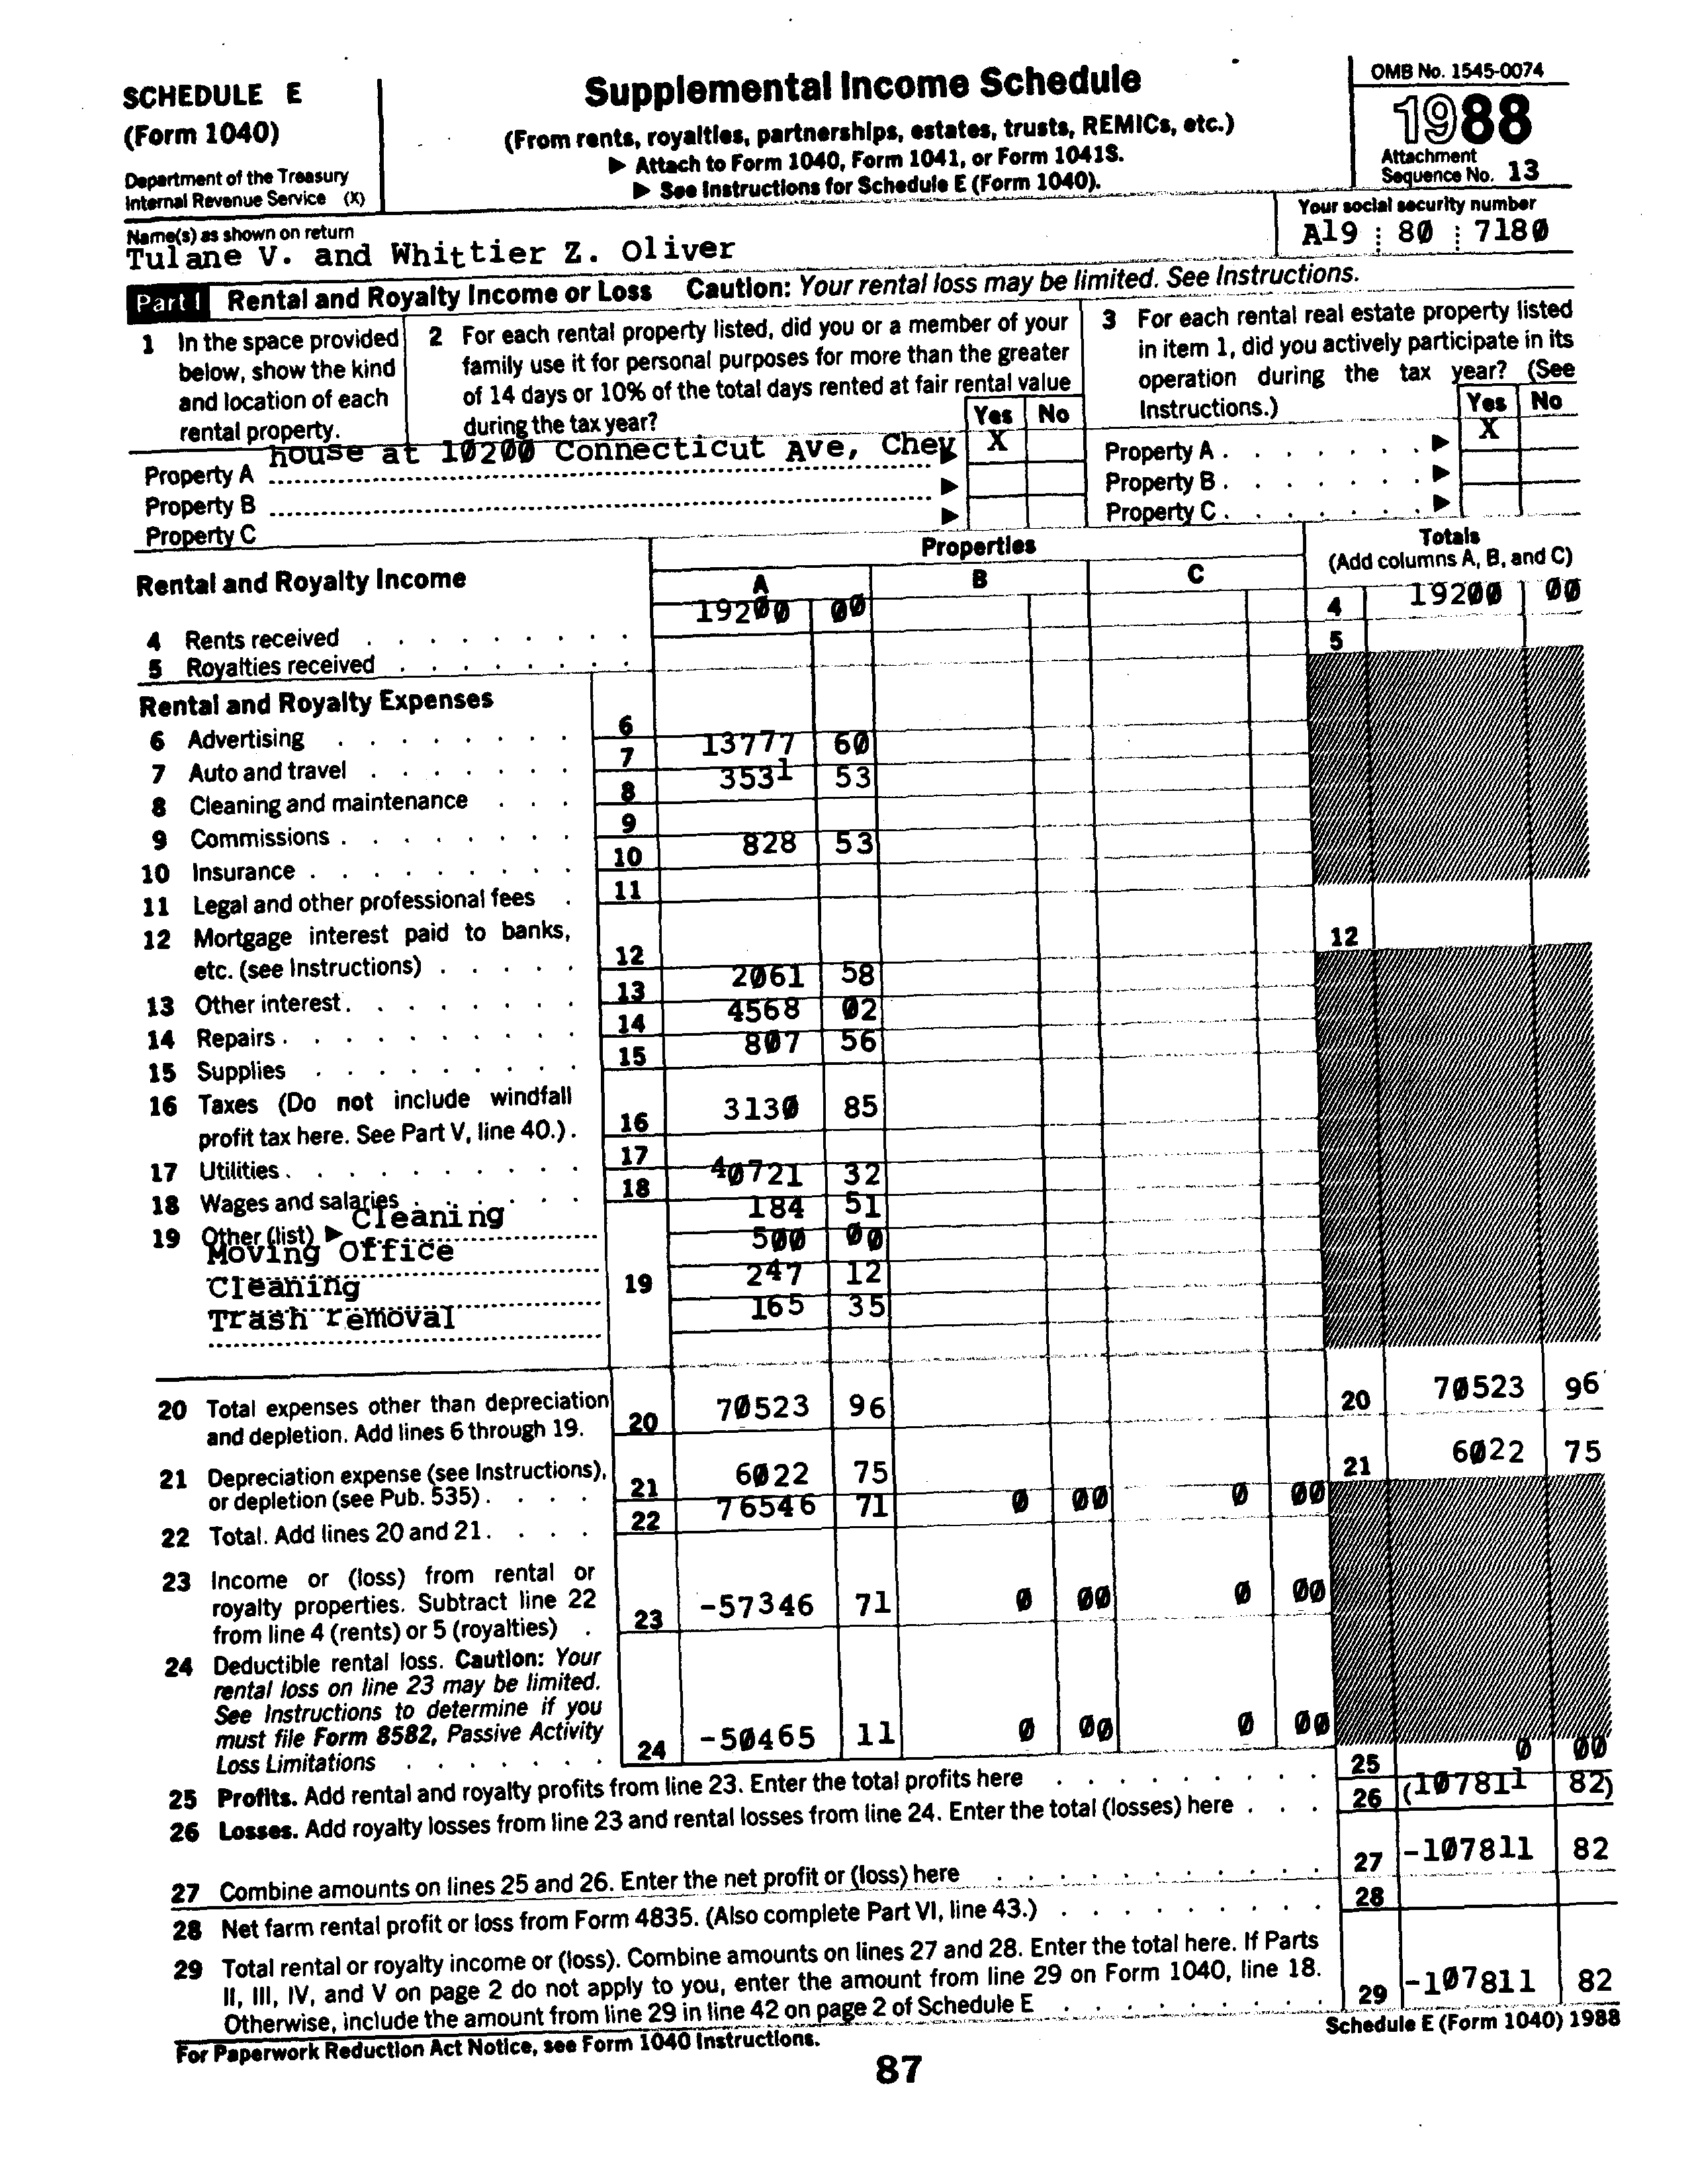 SCHEDULE E
(Form 1040)
Department of the Treasury
Internal Revenue Service (X)
Supplemental Income Schedule
(From rents, royalties, partnerships, estates, trusts, REMICs, etc.)
▶ Attach to Form 1040, Form 1041, or Form 1041S.
▶ See Instructions for Schedule E (Form 1040).
OMB No. 1545-0074
1988
Attachment
Sequence No. 13
Name(s) as shown on return
Tulane V. and Whittier Z. Oliver
Your social security number
A19 80 7180
Part I Rental and Royalty Income or Loss Caution: Your rental loss may be limited. See Instructions.
1 In the space provided
below, show the kind
and location of each
rental property.
2 For each rental property listed, did you or a member of your
family use it for personal purposes for more than the greater
of 14 days or 10% of the total days rented at fair rental value
during the tax year?
Yes No
3 For each rental real estate property listed
in item 1, did you actively participate in its
operation during the tax year? (See
Instructions.)
Yes No
Property A house at 10200 Connecticut Ave, Chev ▶ X
Property B ▶
Property C ▶
Property A ▶ X
Property B ▶
Property C ▶
Properties
Totals
(Add columns A, B, and C)
Rental and Royalty Income A B C
4 Rents received 19200 00 4 19200 00
5 Royalties received 5
Rental and Royalty Expenses
6 Advertising 6
7 Auto and travel 7 13777 60
8 Cleaning and maintenance 8 3531 53
9 Commissions 9
10 Insurance 10 828 53
11 Legal and other professional fees 11
12 Mortgage interest paid to banks,
etc. (see Instructions) 12 12
13 Other interest 13 2061 58
14 Repairs 14 4568 02
15 Supplies 15 807 56
16 Taxes (Do not include windfall
profit tax here. See Part V, line 40.) 16 3130 85
17 Utilities 17
18 Wages and salaries 18 40721 32
19 Other (list) ▶ Cleaning 184 51
Moving Office 500 00
Cleaning 19 247 12
Trash removal 165 35
20 Total expenses other than depreciation
and depletion. Add lines 6 through 19. 20 70523 96 20 70523 96
21 Depreciation expense (see Instructions),
or depletion (see Pub. 535) 21 6022 75 21 6022 75
22 Total. Add lines 20 and 21 22 76546 71 0 00 0 00
23 Income or (loss) from rental or
royalty properties. Subtract line 22
from line 4 (rents) or 5 (royalties) 23 -57346 71 0 00 0 00
24 Deductible rental loss. Caution: Your
rental loss on line 23 may be limited.
See Instructions to determine if you
must file Form 8582, Passive Activity
Loss Limitations 24 -50465 11 0 00 0 00
25 Profits. Add rental and royalty profits from line 23. Enter the total profits here 25 0 00
26 Losses. Add royalty losses from line 23 and rental losses from line 24. Enter the total (losses) here 26 (107811 82)
27 Combine amounts on lines 25 and 26. Enter the net profit or (loss) here 27 -107811 82
28 Net farm rental profit or loss from Form 4835. (Also complete Part VI, line 43.) 28
29 Total rental or royalty income or (loss). Combine amounts on lines 27 and 28. Enter the total here. If Parts
II, III, IV, and V on page 2 do not apply to you, enter the amount from line 29 on Form 1040, line 18.
Otherwise, include the amount from line 29 in line 42 on page 2 of Schedule E 29 -107811 82
For Paperwork Reduction Act Notice, see Form 1040 Instructions.
Schedule E (Form 1040) 1988
87